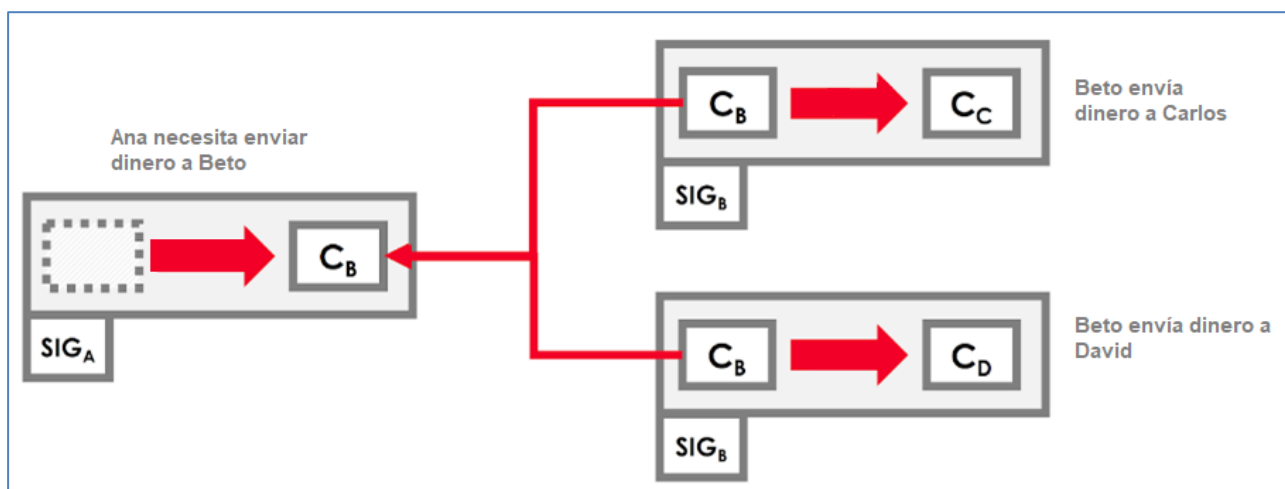 Ana necesita enviar
dinero a Beto
C_B
SIG_A
C_B
C_C
SIG_B
Beto envía
dinero a Carlos
C_B
C_D
SIG_B
Beto envía dinero a
David